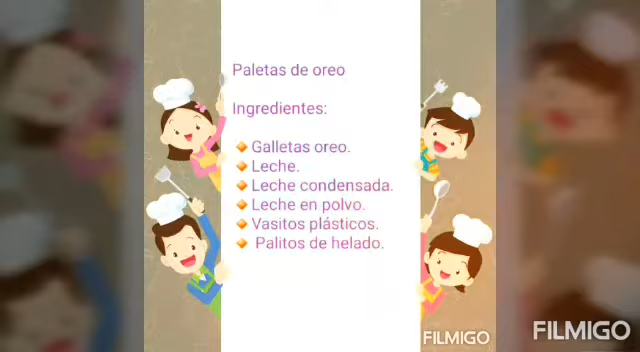 Paletas de oreo
Ingredientes:
Galletas oreo.
Leche.
Leche condensada.
Leche en polvo.
Vasitos plásticos.
Palitos de helado.
FILMIGO
FILMIGO